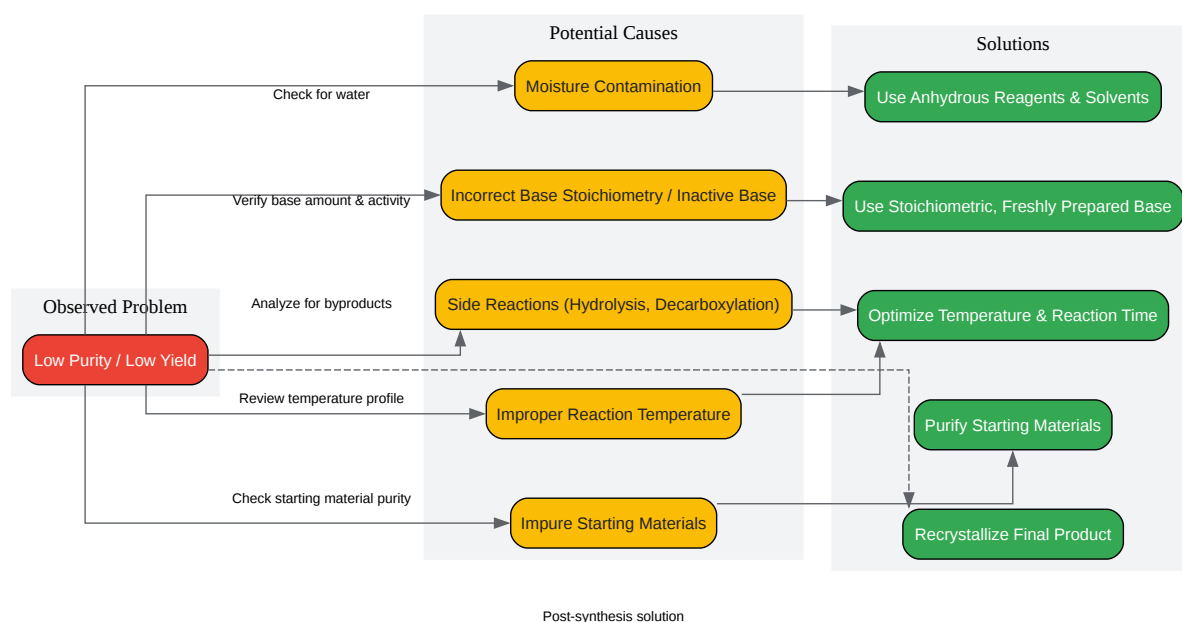 Potential Causes
Solutions
Check for water
Moisture Contamination
Use Anhydrous Reagents & Solvents
Verify base amount & activity
Incorrect Base Stoichiometry / Inactive Base
Use Stoichiometric, Freshly Prepared Base
Observed Problem
Analyze for byproducts
Side Reactions (Hydrolysis, Decarboxylation)
Optimize Temperature & Reaction Time
Low Purity / Low Yield
Review temperature profile
Improper Reaction Temperature
Purify Starting Materials
Check starting material purity
Impure Starting Materials
Recrystallize Final Product
Post-synthesis solution